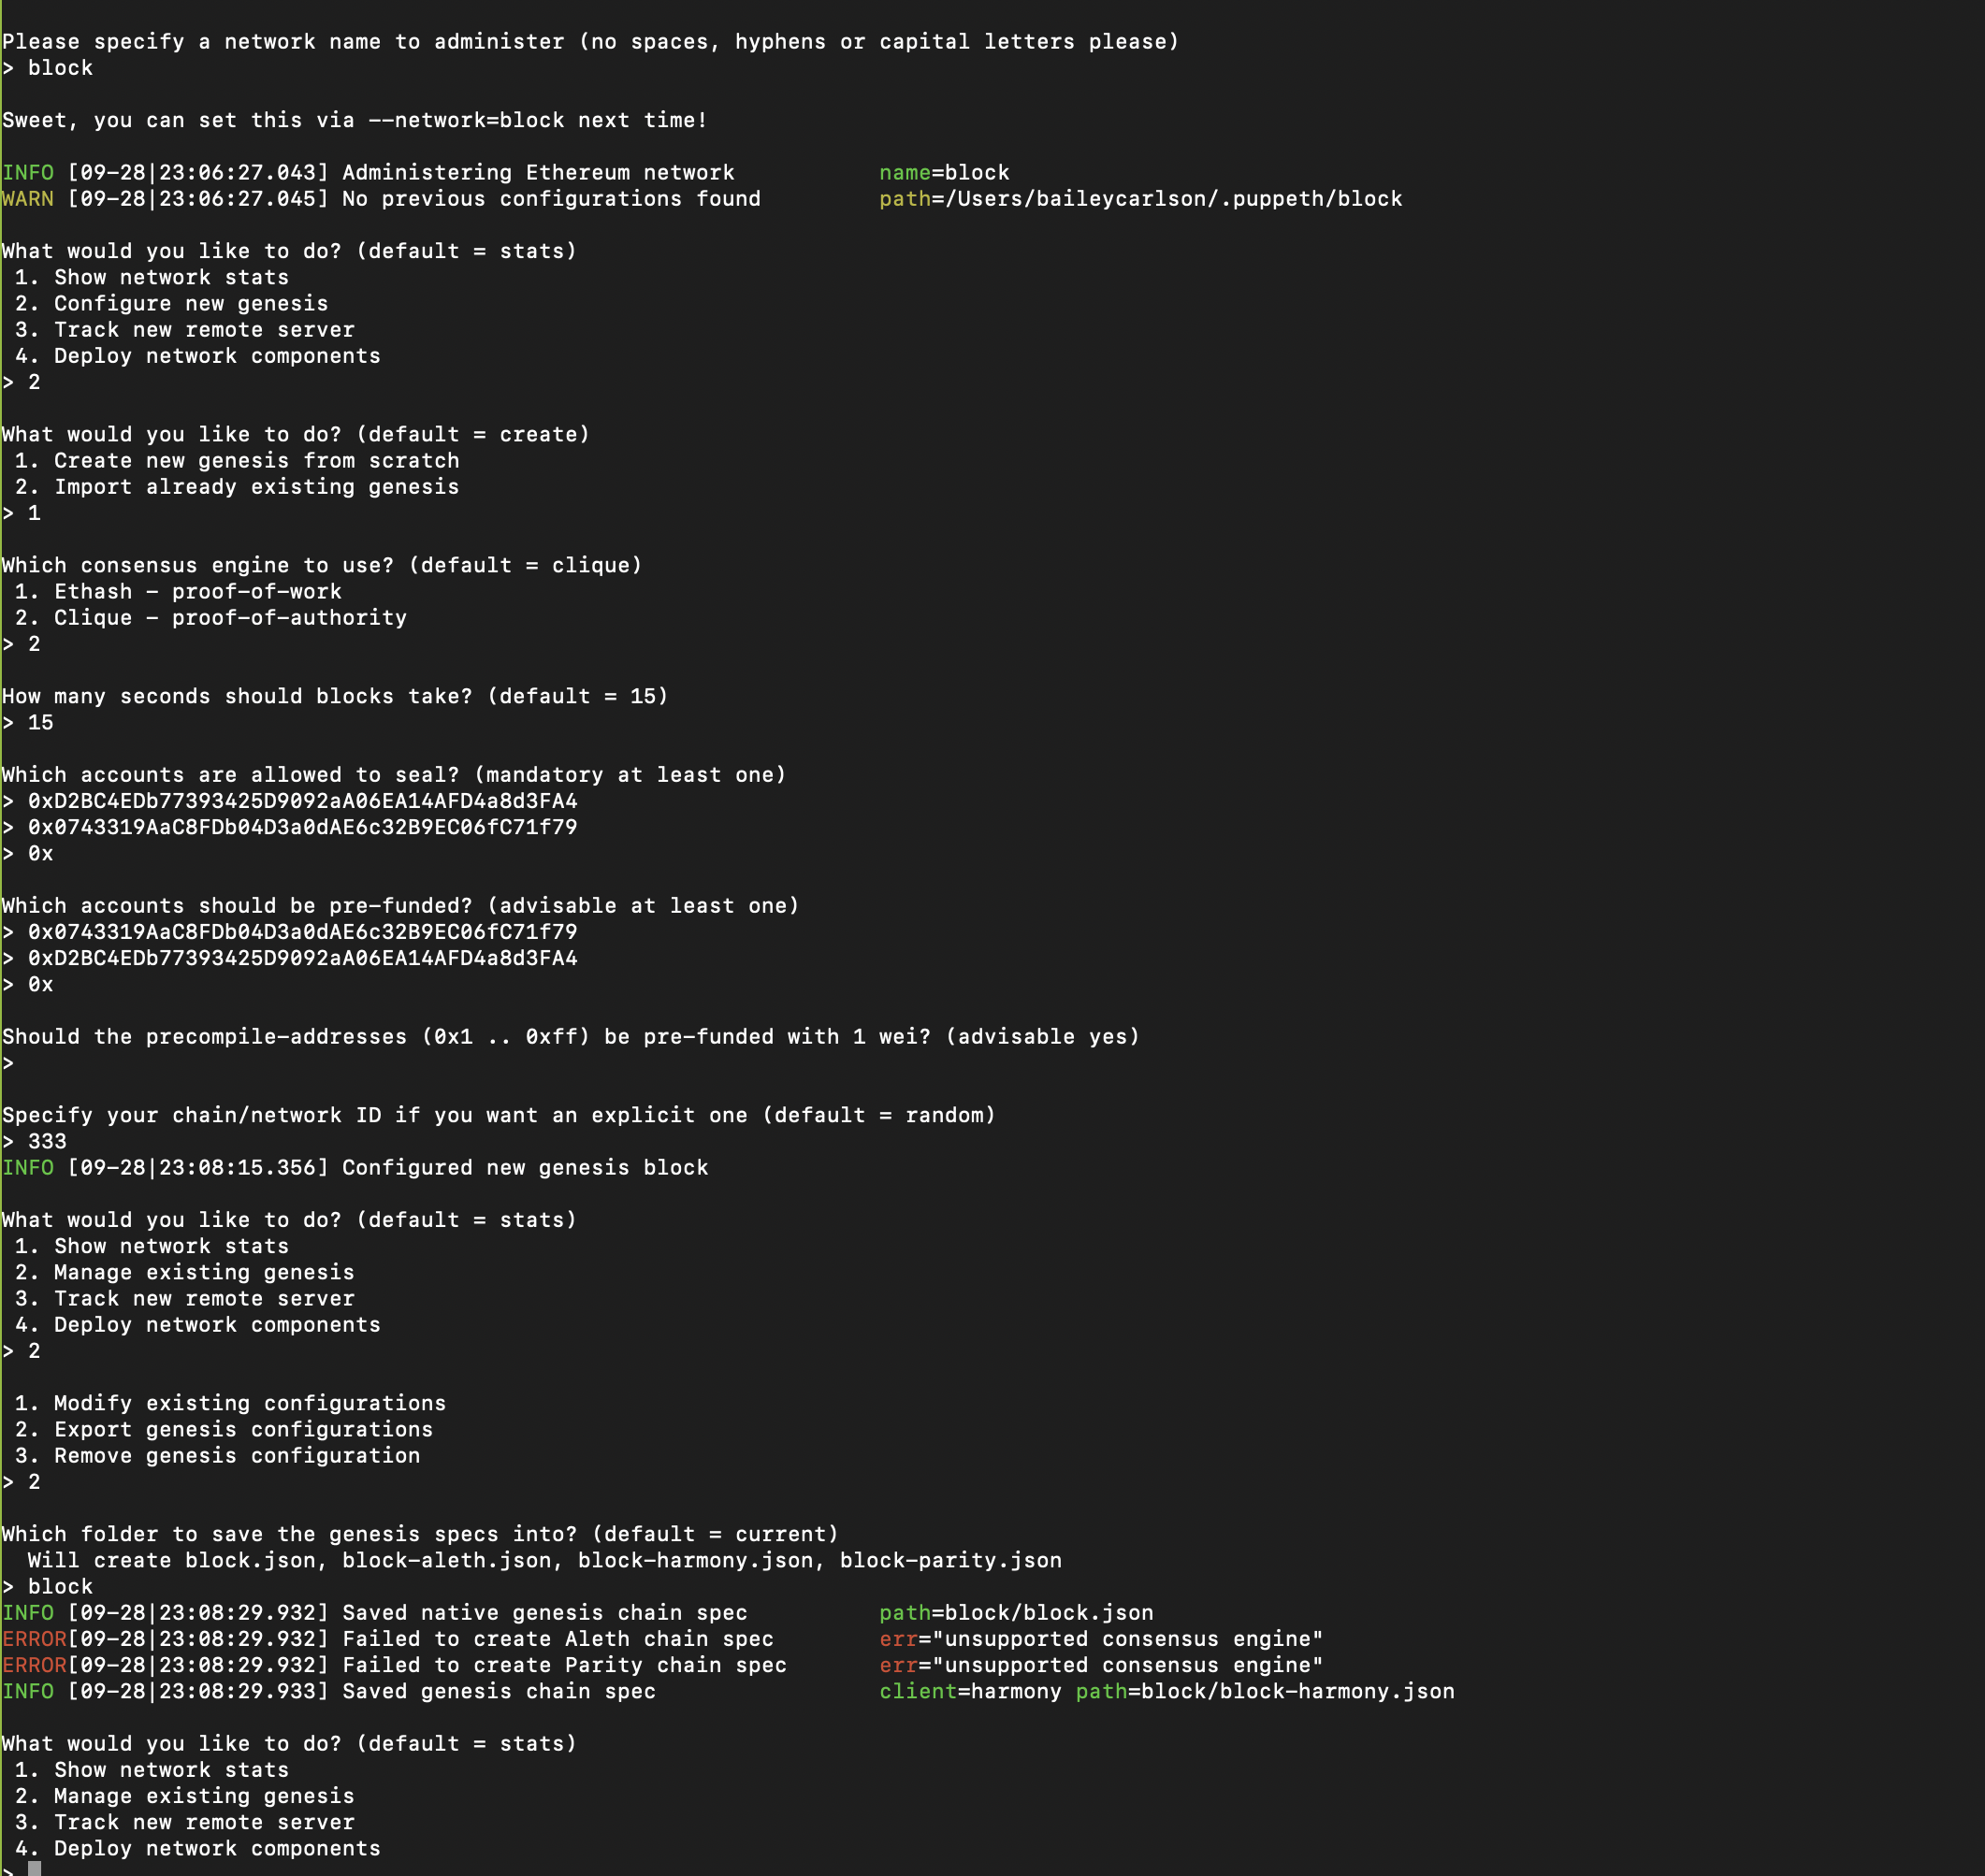 Please specify a network name to administer (no spaces, hyphens or capital letters please)
> block
Sweet, you can set this via --network=block next time!
INFO [09-28|23:06:27.043] Administering Ethereum network           name=block
WARN [09-28|23:06:27.045] No previous configurations found         path=/Users/baileycarlson/.puppeth/block
What would you like to do? (default = stats)
 1. Show network stats
 2. Configure new genesis
 3. Track new remote server
 4. Deploy network components
> 2
What would you like to do? (default = create)
 1. Create new genesis from scratch
 2. Import already existing genesis
> 1
Which consensus engine to use? (default = clique)
 1. Ethash - proof-of-work
 2. Clique - proof-of-authority
> 2
How many seconds should blocks take? (default = 15)
> 15
Which accounts are allowed to seal? (mandatory at least one)
> 0xD2BC4EDb77393425D9092aA06EA14AFD4a8d3FA4
> 0x0743319AaC8FDb04D3a0dAE6c32B9EC06fC71f79
> 0x
Which accounts should be pre-funded? (advisable at least one)
> 0x0743319AaC8FDb04D3a0dAE6c32B9EC06fC71f79
> 0xD2BC4EDb77393425D9092aA06EA14AFD4a8d3FA4
> 0x
Should the precompile-addresses (0x1 .. 0xff) be pre-funded with 1 wei? (advisable yes)
>
Specify your chain/network ID if you want an explicit one (default = random)
> 333
INFO [09-28|23:08:15.356] Configured new genesis block
What would you like to do? (default = stats)
 1. Show network stats
 2. Manage existing genesis
 3. Track new remote server
 4. Deploy network components
> 2
 1. Modify existing configurations
 2. Export genesis configurations
 3. Remove genesis configuration
> 2
Which folder to save the genesis specs into? (default = current)
  Will create block.json, block-aleth.json, block-harmony.json, block-parity.json
> block
INFO [09-28|23:08:29.932] Saved native genesis chain spec          path=block/block.json
ERROR[09-28|23:08:29.932] Failed to create Aleth chain spec        err="unsupported consensus engine"
ERROR[09-28|23:08:29.932] Failed to create Parity chain spec       err="unsupported consensus engine"
INFO [09-28|23:08:29.933] Saved genesis chain spec                 client=harmony path=block/block-harmony.json
What would you like to do? (default = stats)
 1. Show network stats
 2. Manage existing genesis
 3. Track new remote server
 4. Deploy network components
>